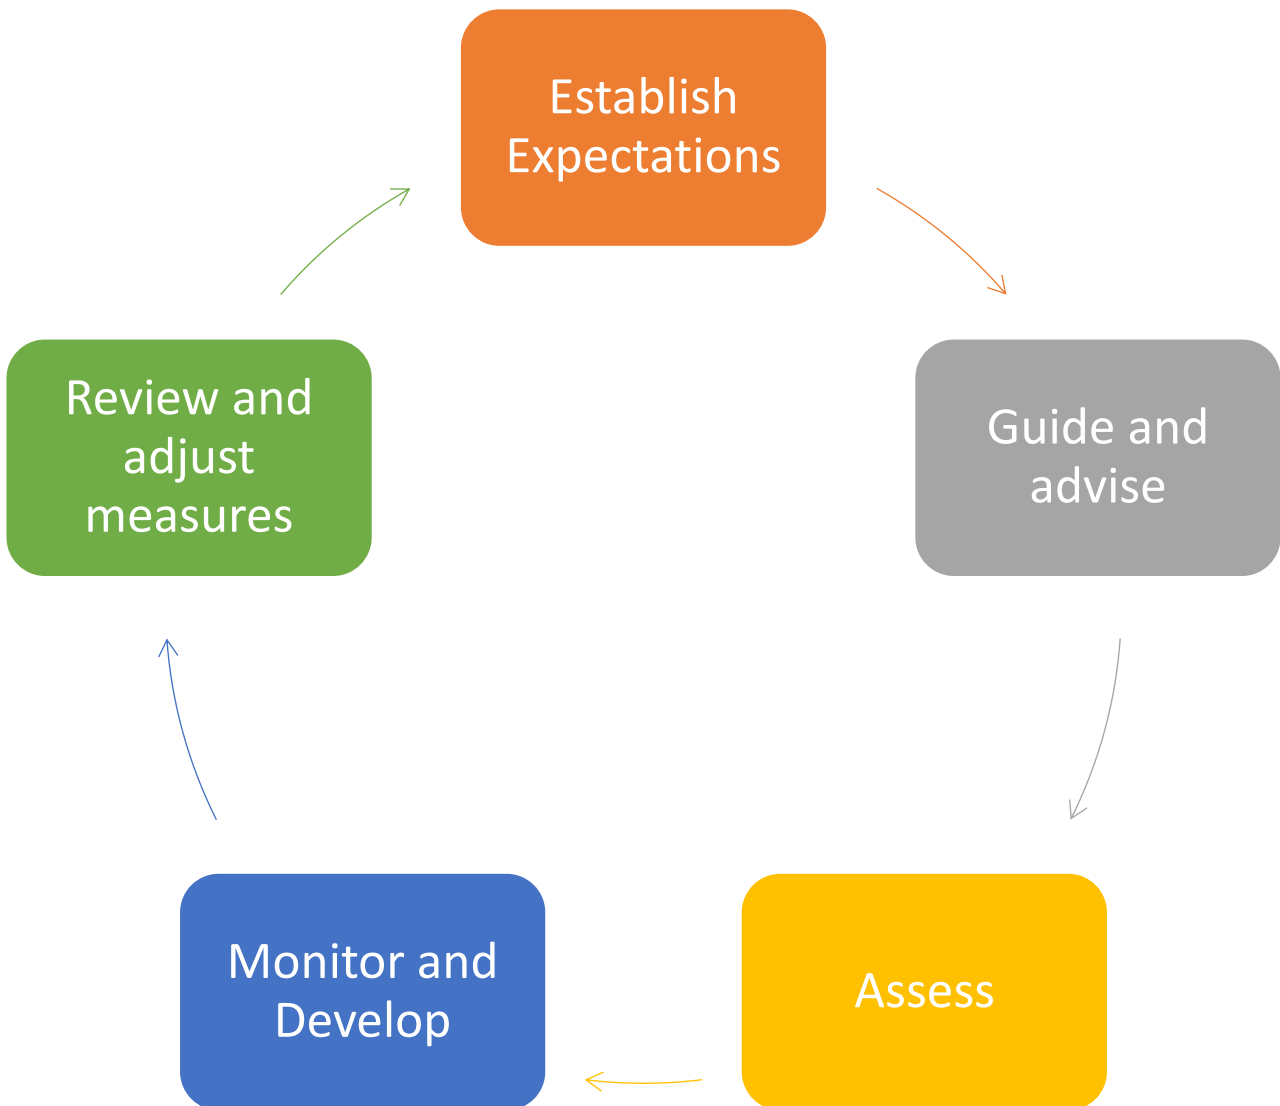 Establish
Expectations
Guide and
advise
Assess
Monitor and
Develop
Review and
adjust
measures